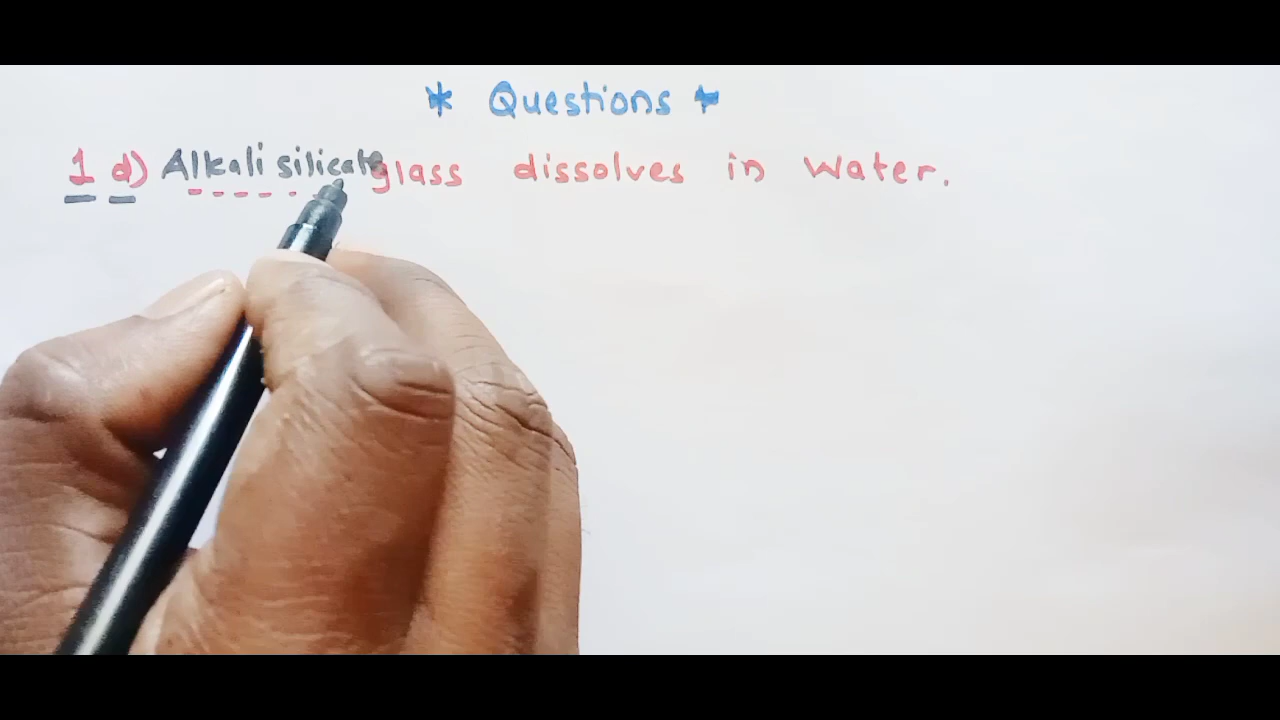 * Questions *
1 d) Alkali silicate glass dissolves in water.